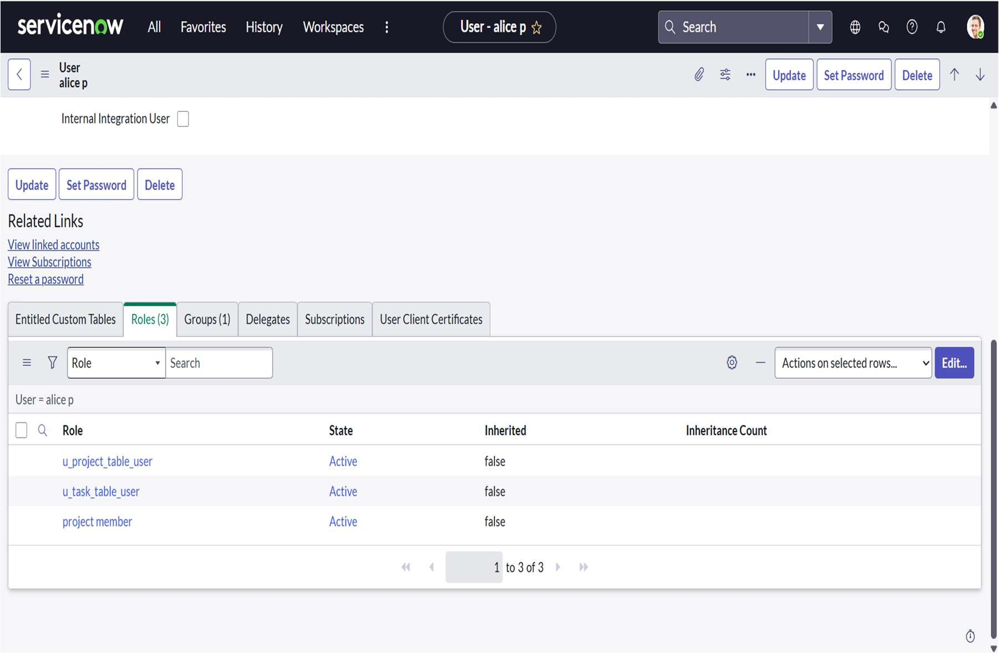 servicenow All Favorites History Workspaces User - alice p Search
User
alice p
Update Set Password Delete
Internal Integration User
Update Set Password Delete
Related Links
View linked accounts
View Subscriptions
Reset a password
Entitled Custom Tables Roles (3) Groups (1) Delegates Subscriptions User Client Certificates
Role Search Actions on selected rows... Edit...
User = alice p
Role State Inherited Inheritance Count
u_project_table_user Active false
u_task_table_user Active false
project member Active false
1 to 3 of 3